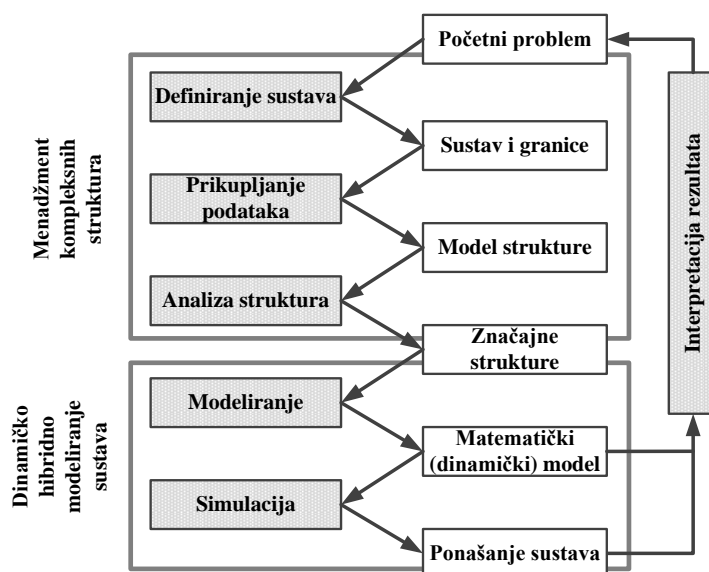 Početni problem
Definiranje sustava
Sustav i granice
Prikupljanje
podataka
Model strukture
Analiza struktura
Značajne
strukture
Modeliranje
Matematički
(dinamički) model
Simulacija
Ponašanje sustava
Menadžment
kompleksnih
struktura
Dinamičko
hibridno
modeliranje
sustava
Interpretacija rezultata